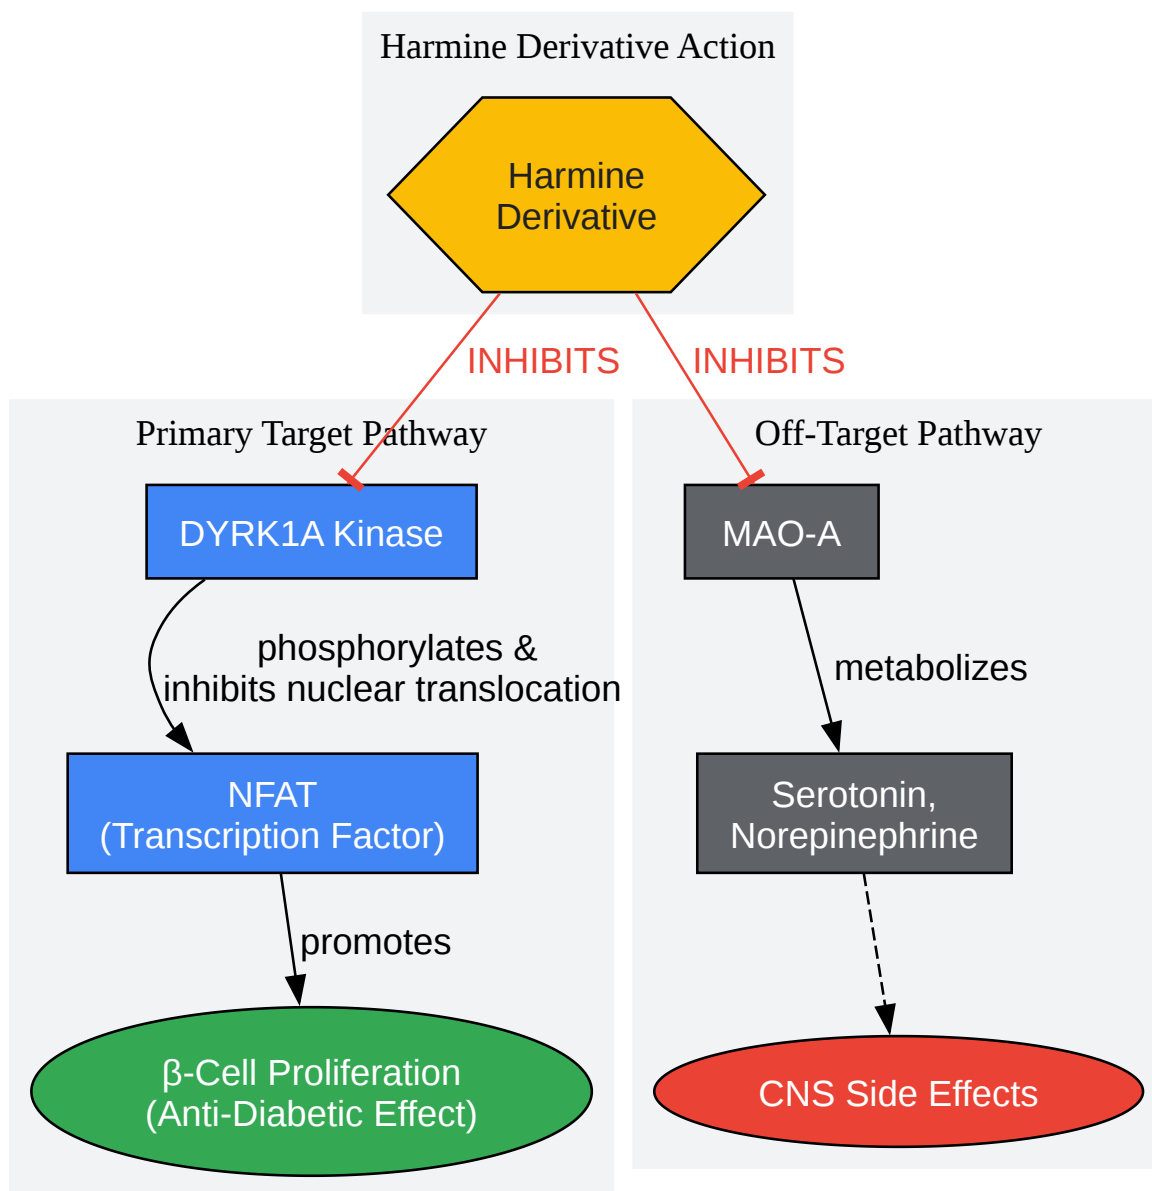 Harmine Derivative Action
Harmine
Derivative
INHIBITS
INHIBITS
Primary Target Pathway
DYRK1A Kinase
phosphorylates &
inhibits nuclear translocation
NFAT
(Transcription Factor)
promotes
β-Cell Proliferation
(Anti-Diabetic Effect)
Off-Target Pathway
MAO-A
metabolizes
Serotonin,
Norepinephrine
CNS Side Effects